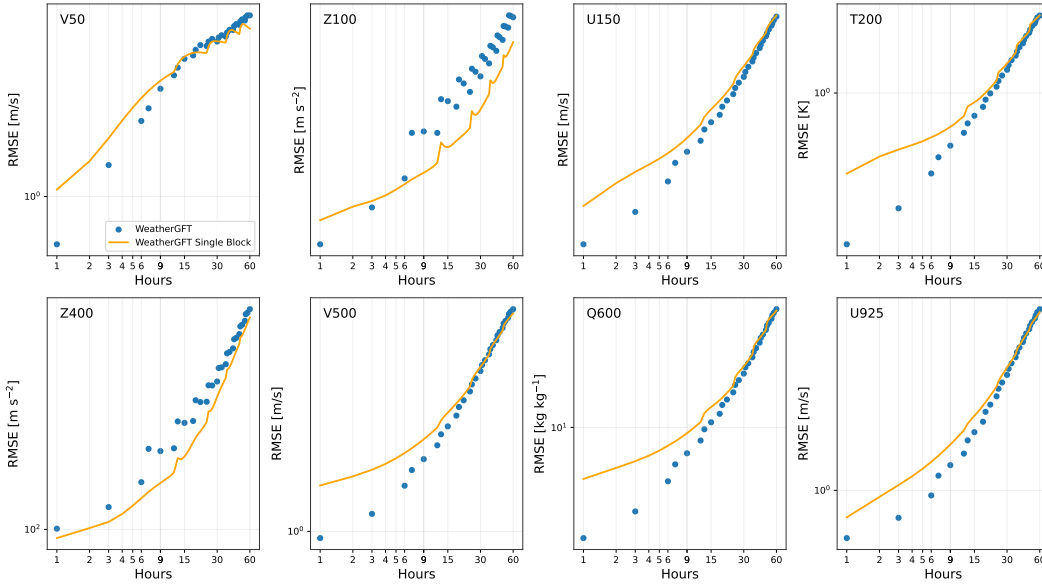 V50
RMSE [m/s]
10⁰
WeatherGFT
WeatherGFT Single Block
1 2 3 4 5 6 9 15 30 60
Hours
Z100
RMSE [m s⁻²]
1 2 3 4 5 6 9 15 30 60
Hours
U150
RMSE [m/s]
1 2 3 4 5 6 9 15 30 60
Hours
T200
RMSE [K]
10⁰
1 2 3 4 5 6 9 15 30 60
Hours
Z400
RMSE [m s⁻²]
10²
1 2 3 4 5 6 9 15 30 60
Hours
V500
RMSE [m/s]
10⁰
1 2 3 4 5 6 9 15 30 60
Hours
Q600
RMSE [kg kg⁻¹]
10¹
1 2 3 4 5 6 9 15 30 60
Hours
U925
RMSE [m/s]
10⁰
1 2 3 4 5 6 9 15 30 60
Hours